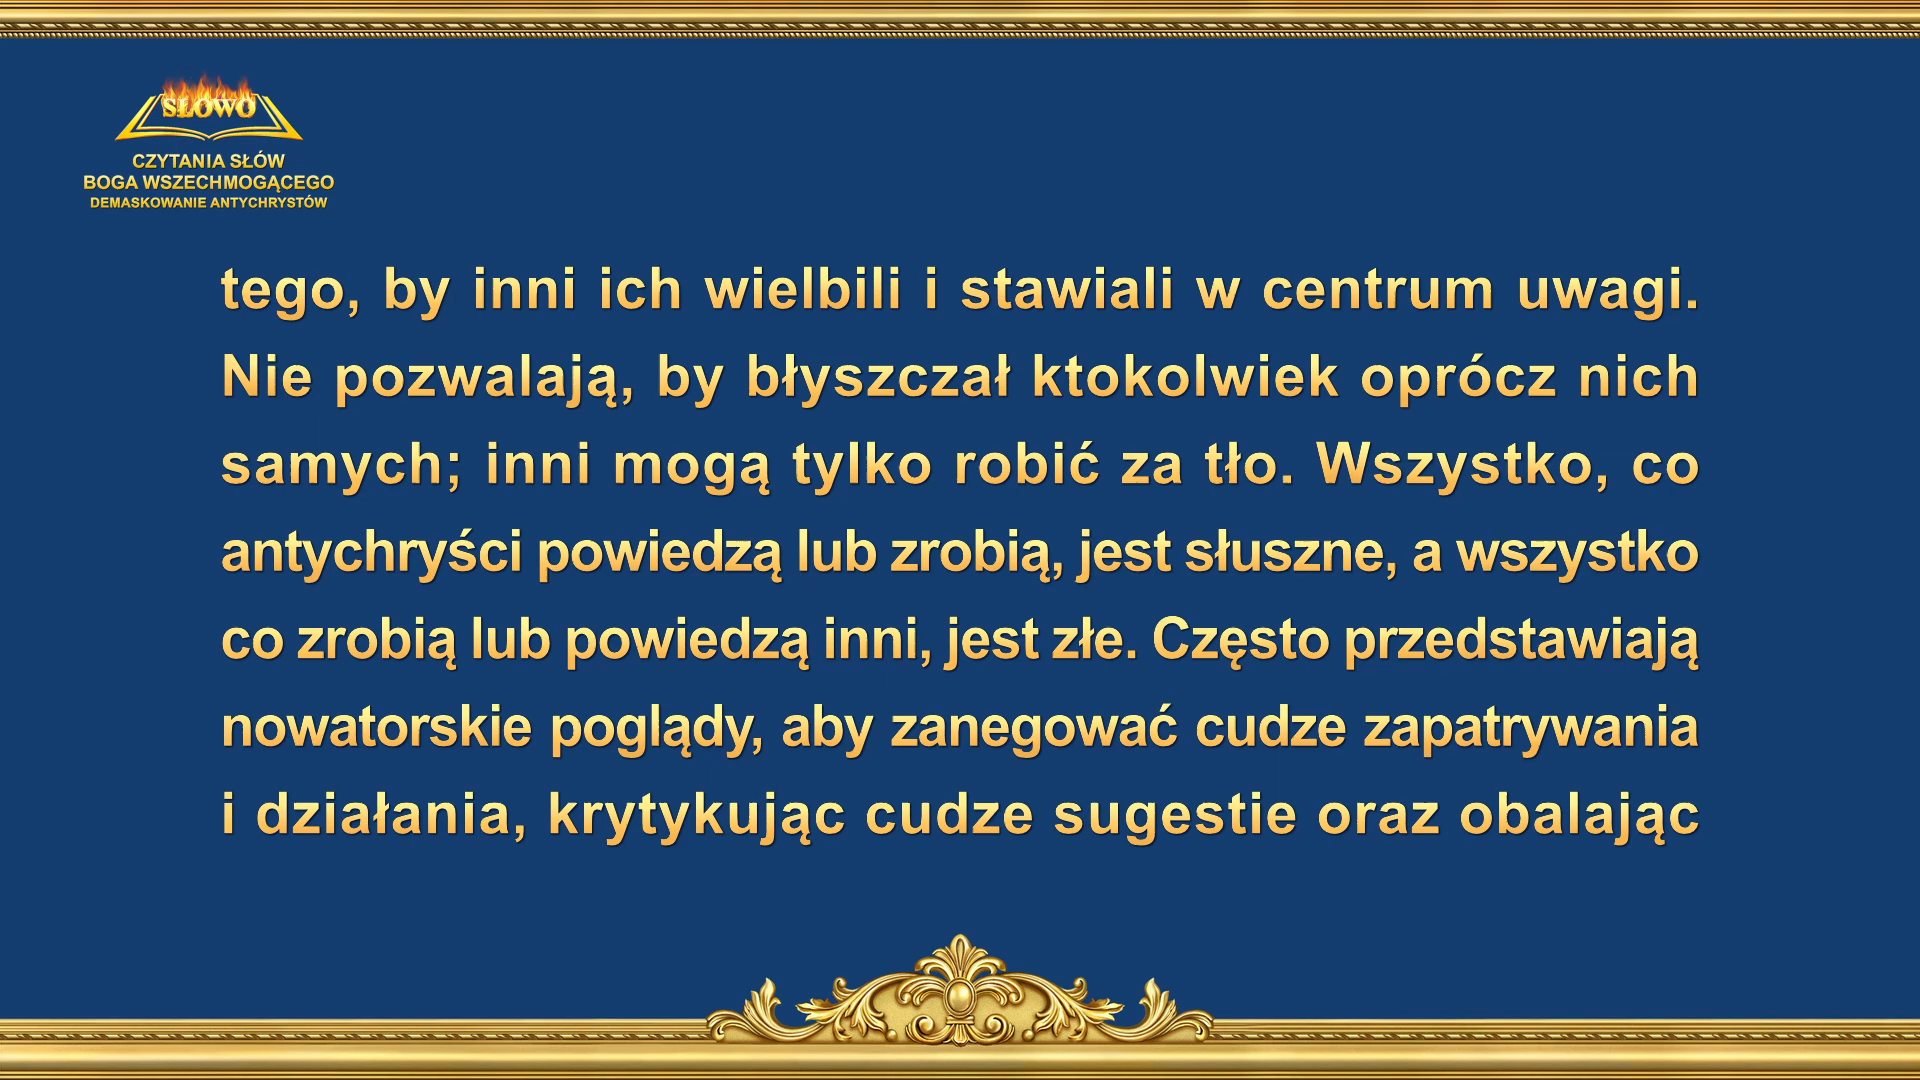 SŁOWO
CZYTANIA SŁÓW
BOGA WSZECHMOGĄCEGO
DEMASKOWANIE ANTYCHRYSTÓW
tego, by inni ich wielbili i stawiali w centrum uwagi.
Nie pozwalają, by błyszczał ktokolwiek oprócz nich
samych; inni mogą tylko robić za tło. Wszystko, co
antychryści powiedzą lub zrobią, jest słuszne, a wszystko
co zrobią lub powiedzą inni, jest złe. Często przedstawiają
nowatorskie poglądy, aby zanegować cudze zapatrywania
i działania, krytykując cudze sugestie oraz obalając